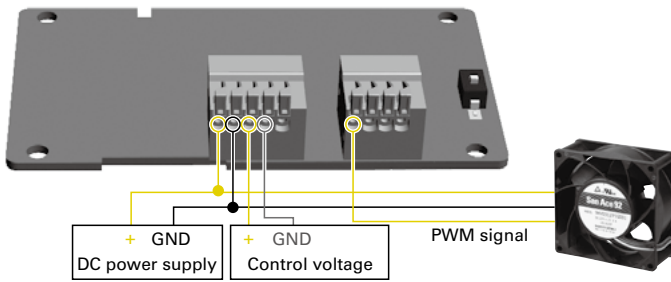 San Ace 92
+ GND
DC power supply
+ GND
Control voltage
PWM signal